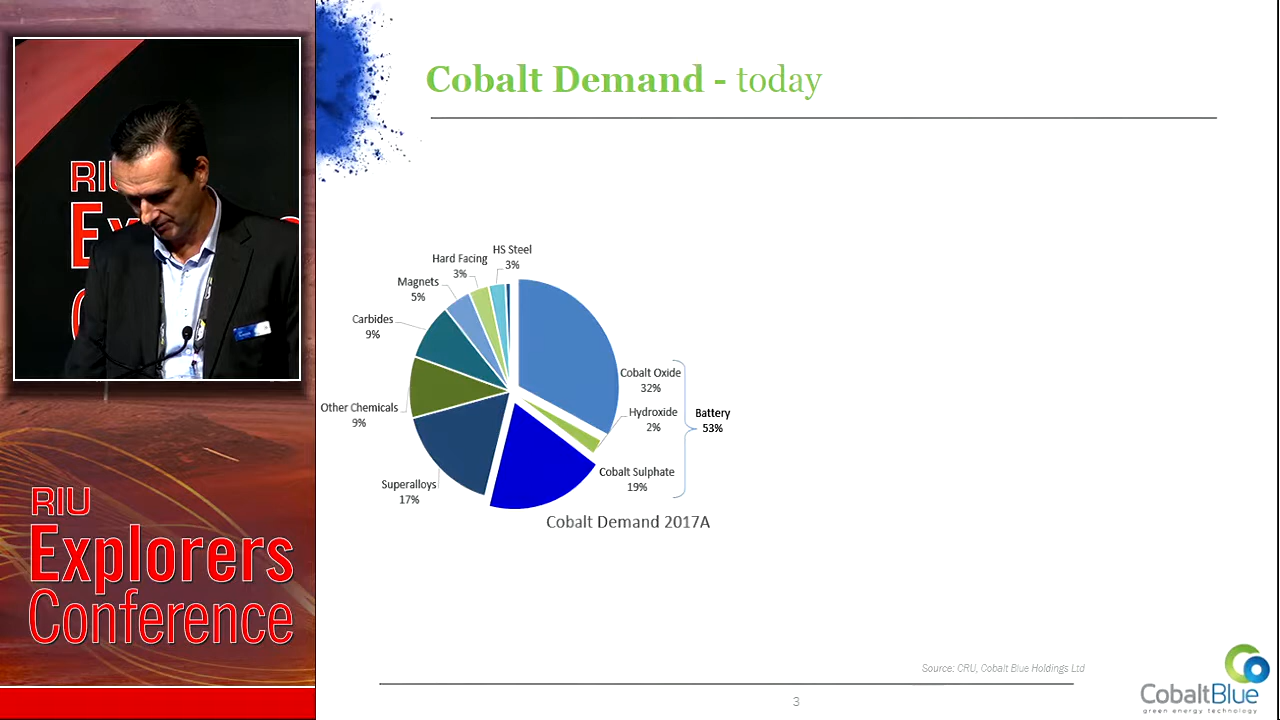 Cobalt Demand - today
RIU
Ex
HS Steel
3%
Hard Facing
3%
Magnets
5%
Carbides
9%
Other Chemicals
9%
Superalloys
17%
Cobalt Oxide
32%
Hydroxide
2%
Cobalt Sulphate
19%
Battery
53%
Cobalt Demand 2017A
RIU
Explorers
Conference
Source: CRU, Cobalt Blue Holdings Ltd
3
CobaltBlue
green energy technology